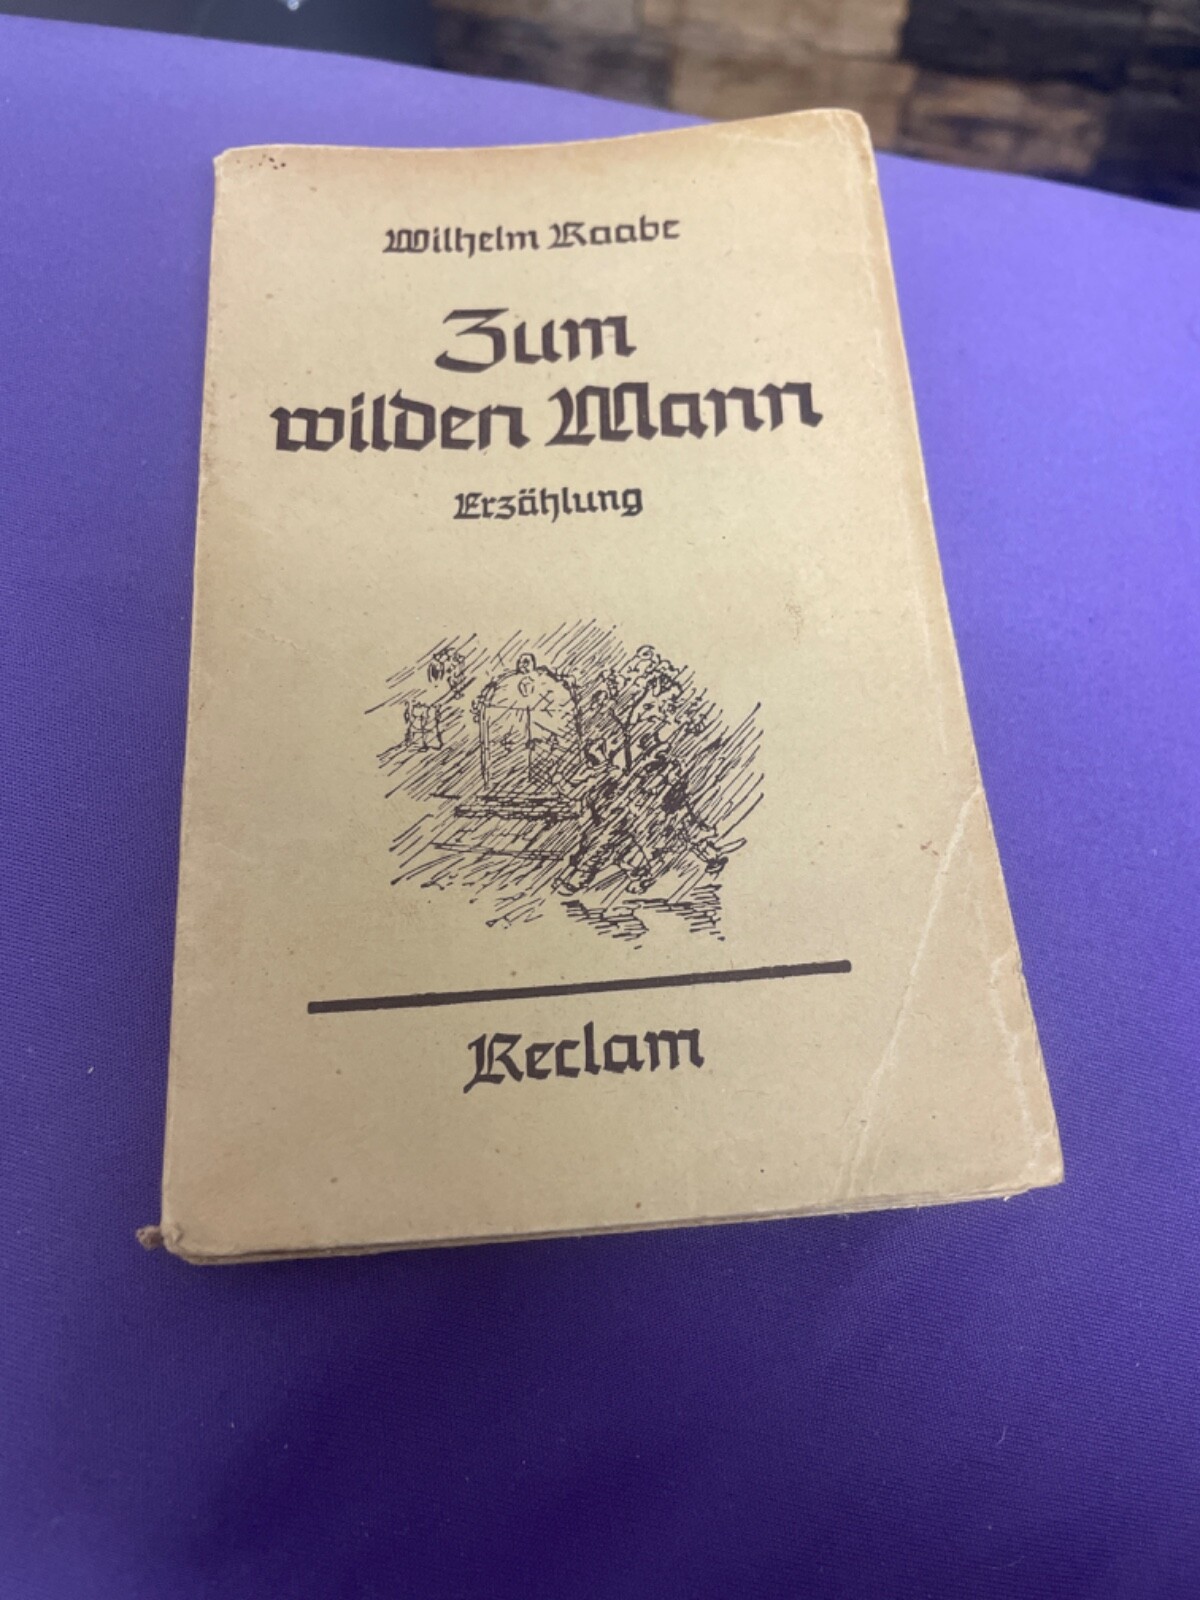 Wilhelm Raabe
Zum
wilden Mann
Erzählung
Reclam